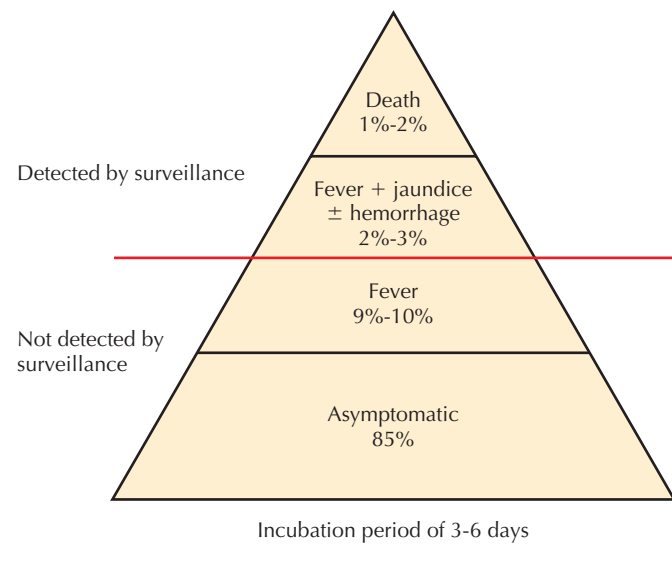 Death
1%-2%
Detected by surveillance
Fever + jaundice
± hemorrhage
2%-3%
Fever
9%-10%
Not detected by
surveillance
Asymptomatic
85%
Incubation period of 3-6 days